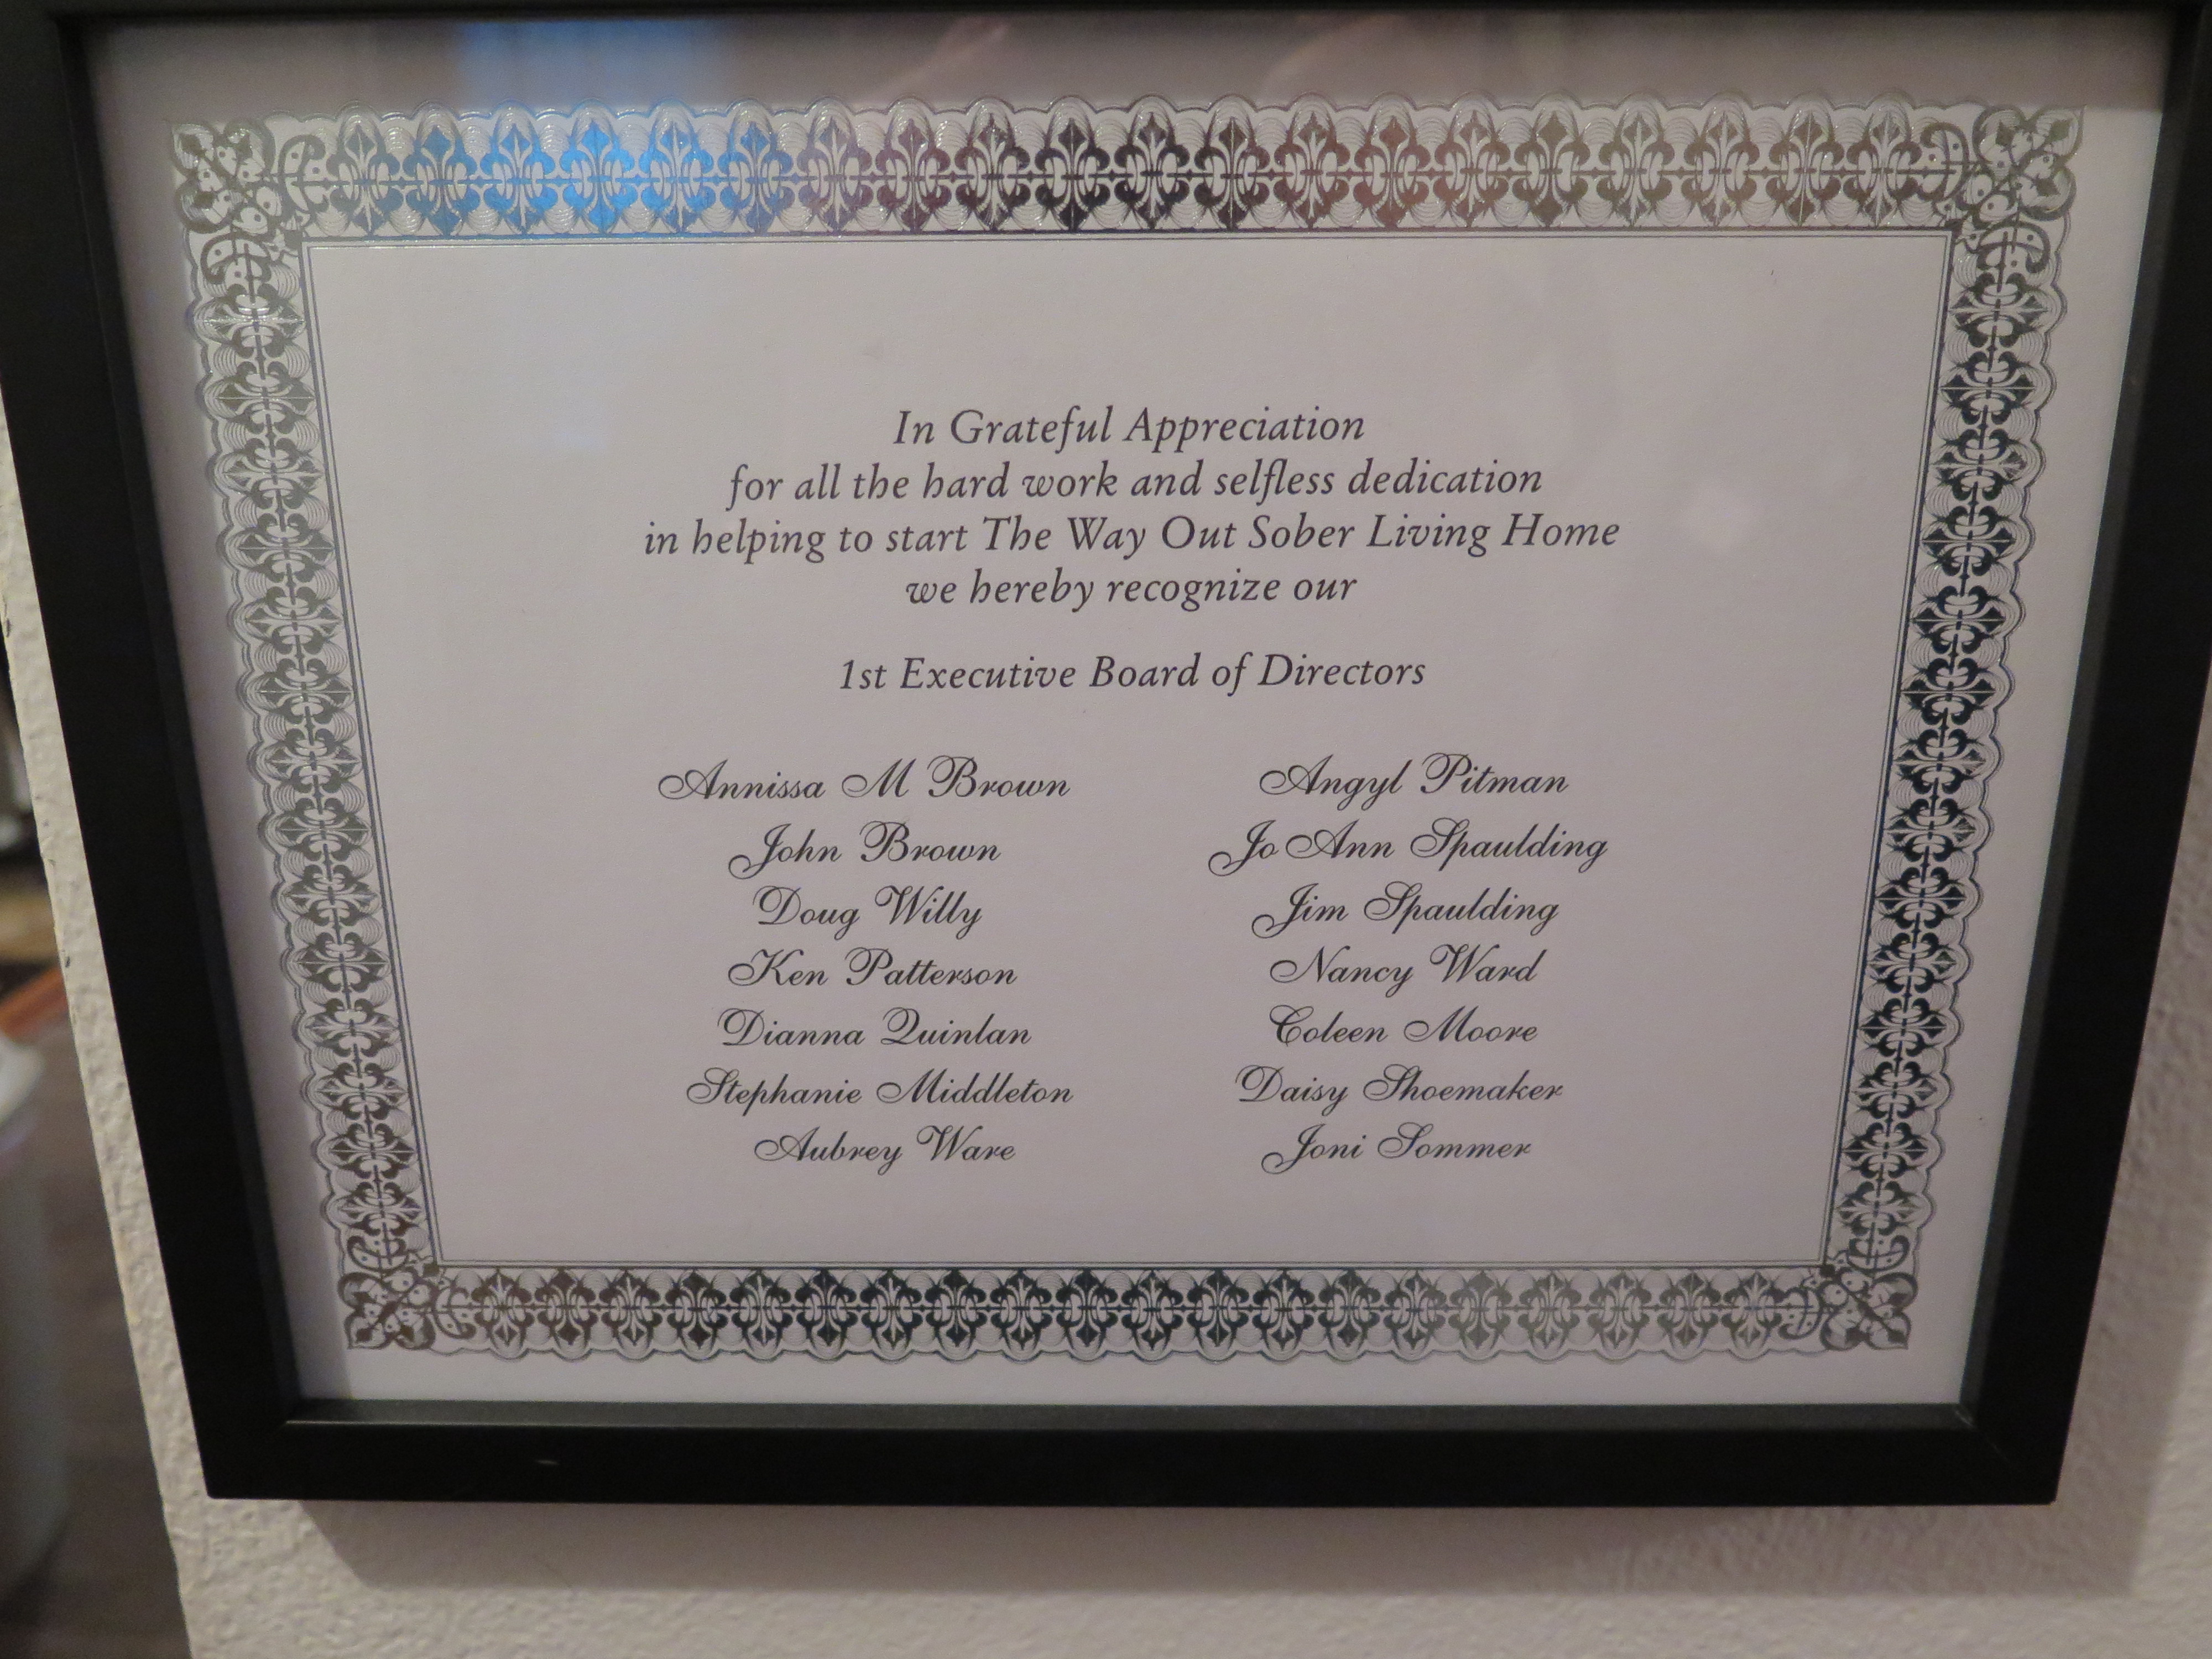 In Grateful Appreciation
for all the hard work and selfless dedication
in helping to start The Way Out Sober Living Home
we hereby recognize our
1st Executive Board of Directors
Annissa M Brown
John Brown
Doug Willy
Ken Patterson
Dianna Quinlan
Stephanie Middleton
Aubrey Ware
Angyl Pitman
Jo Ann Spaulding
Jim Spaulding
Nancy Ward
Coleen Moore
Daisy Shoemaker
Joni Sommer